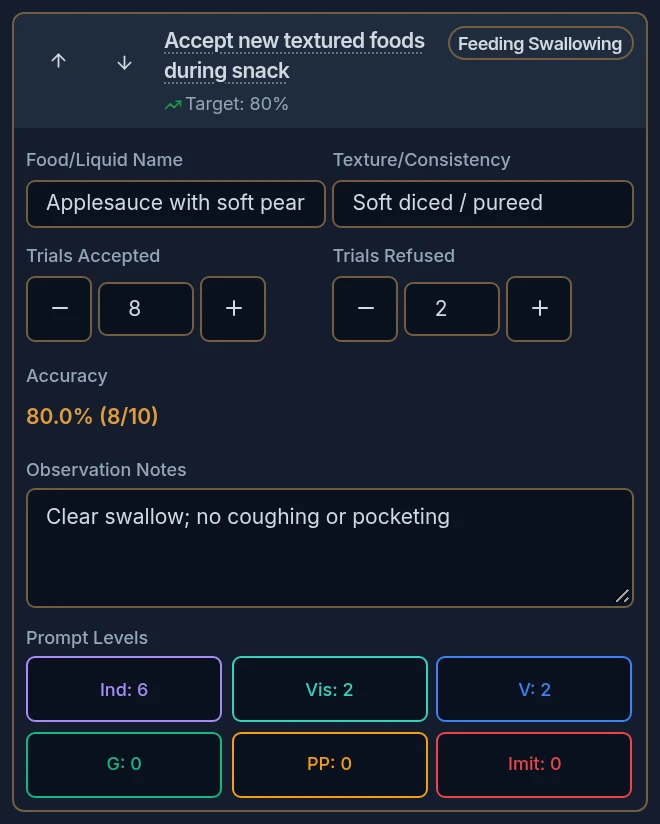 Accept new textured foods
during snack
Feeding Swallowing
Target: 80%
Food/Liquid Name
Texture/Consistency
Applesauce with soft pear
Soft diced / pureed
Trials Accepted
Trials Refused
− 8 +
− 2 +
Accuracy
80.0% (8/10)
Observation Notes
Clear swallow; no coughing or pocketing
Prompt Levels
Ind: 6
Vis: 2
V: 2
G: 0
PP: 0
Imit: 0